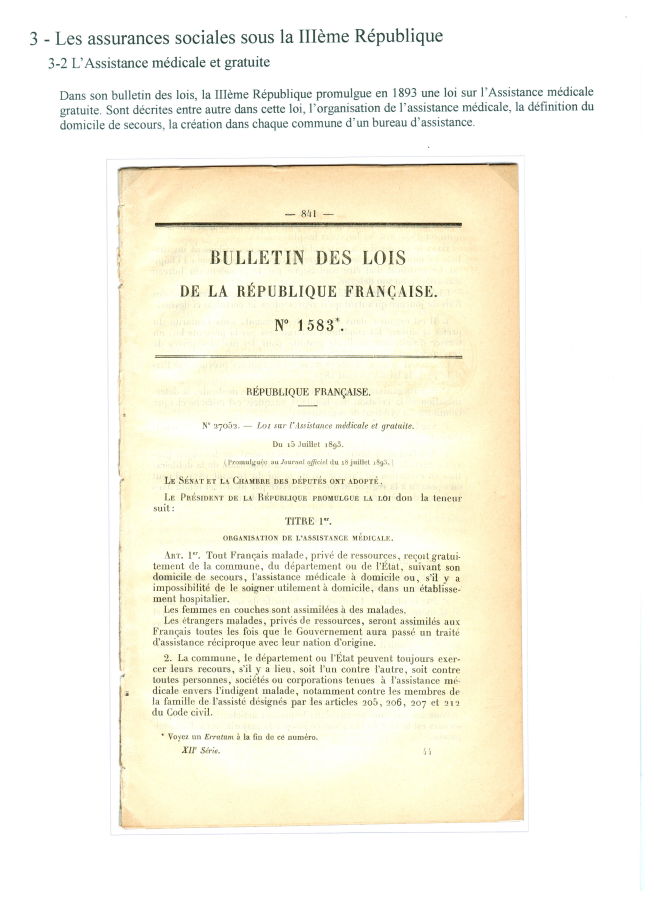 3 - Les assurances sociales sous la IIIème République
3-2 L'Assistance médicale et gratuite
Dans son bulletin des lois, la IIIème République promulgue en 1893 une loi sur l'Assistance médicale
gratuite. Sont décrites entre autre dans cette loi, l'organisation de l'assistance médicale, la définition du
domicile de secours, la création dans chaque commune d'un bureau d'assistance.
— 841 —
BULLETIN DES LOIS
DE LA RÉPUBLIQUE FRANÇAISE.
N° 1583*.
RÉPUBLIQUE FRANÇAISE.
N° 27052. — Loi sur l'Assistance médicale et gratuite.
Du 15 Juillet 1893.
(Promulguée au Journal officiel du 18 juillet 1893.)
Le Sénat et la Chambre des députés ont adopté,
Le Président de la République promulgue la loi don la teneur
suit :
TITRE Ier.
ORGANISATION DE L'ASSISTANCE MÉDICALE.
Art. 1er. Tout Français malade, privé de ressources, reçoit gratui-
tement de la commune, du département ou de l'État, suivant son
domicile de secours, l'assistance médicale à domicile ou, s'il y a
impossibilité de le soigner utilement à domicile, dans un établisse-
ment hospitalier.
Les femmes en couches sont assimilées à des malades.
Les étrangers malades, privés de ressources, seront assimilés aux
Français toutes les fois que le Gouvernement aura passé un traité
d'assistance réciproque avec leur nation d'origine.
2. La commune, le département ou l'État peuvent toujours exer-
cer leurs recours, s'il y a lieu, soit l'un contre l'autre, soit contre
toutes personnes, sociétés ou corporations tenues à l'assistance mé-
dicale envers l'indigent malade, notamment contre les membres de
la famille de l'assisté désignés par les articles 205, 206, 207 et 212
du Code civil.
* Voyez un Erratum à la fin de ce numéro.
XIIe Série. 44